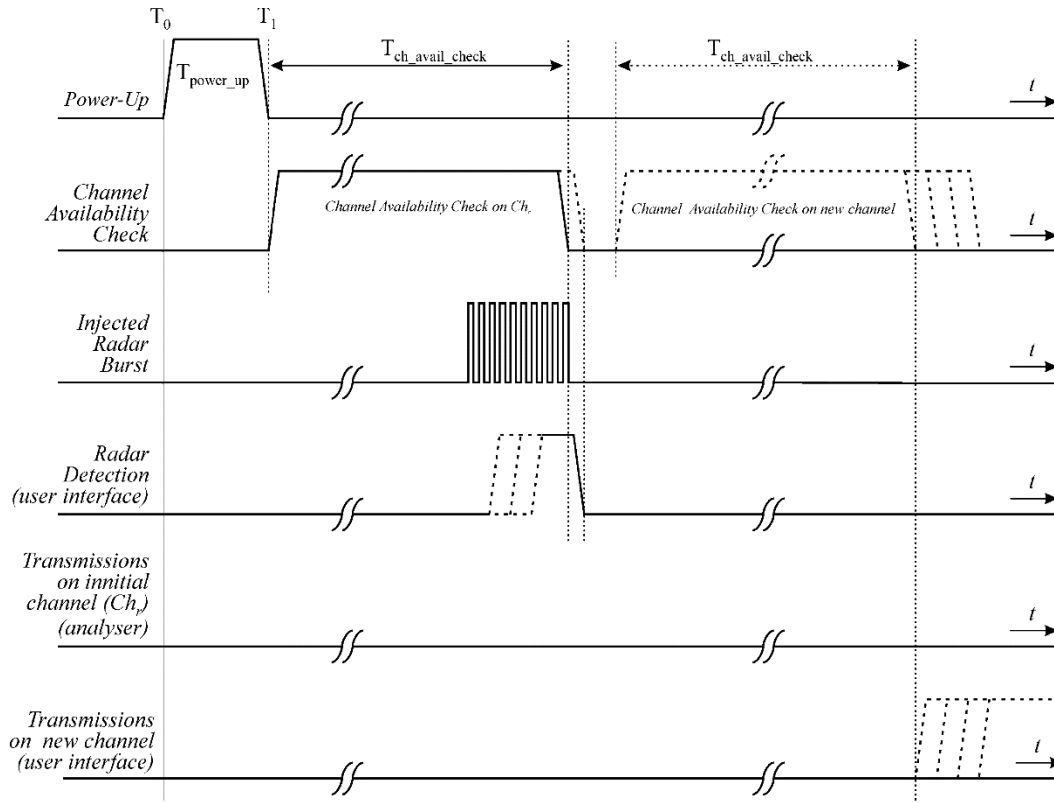 T0 T1
Tch_avail_check
Tch_avail_check
Tpower_up
Power-Up
t
Channel
Availability
Check
Channel Availability Check on Chr
Channel Availability Check on new channel
t
Injected
Radar
Burst
t
Radar
Detection
(user interface)
t
Transmissions
on innitial
channel (Chr)
(analyser)
t
Transmissions
on new channel
(user interface)
t